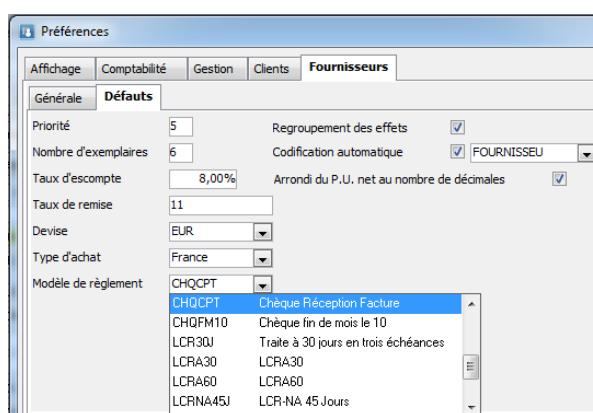 Préférences
Affichage Comptabilité Gestion Clients Fournisseurs
Générale Défauts
Priorité 5 Regroupement des effets
Nombre d'exemplaires 6 Codification automatique FOURNISSEU
Taux d'escompte 8,00% Arrondi du P.U. net au nombre de décimales
Taux de remise 11
Devise EUR
Type d'achat France
Modèle de règlement CHQCPT
CHQCPT Chèque Réception Facture
CHQFM10 Chèque fin de mois le 10
LCR30J Traite à 30 jours en trois échéances
LCRA30 LCRA30
LCRA60 LCRA60
LCRNA45J LCR-NA 45 Jours